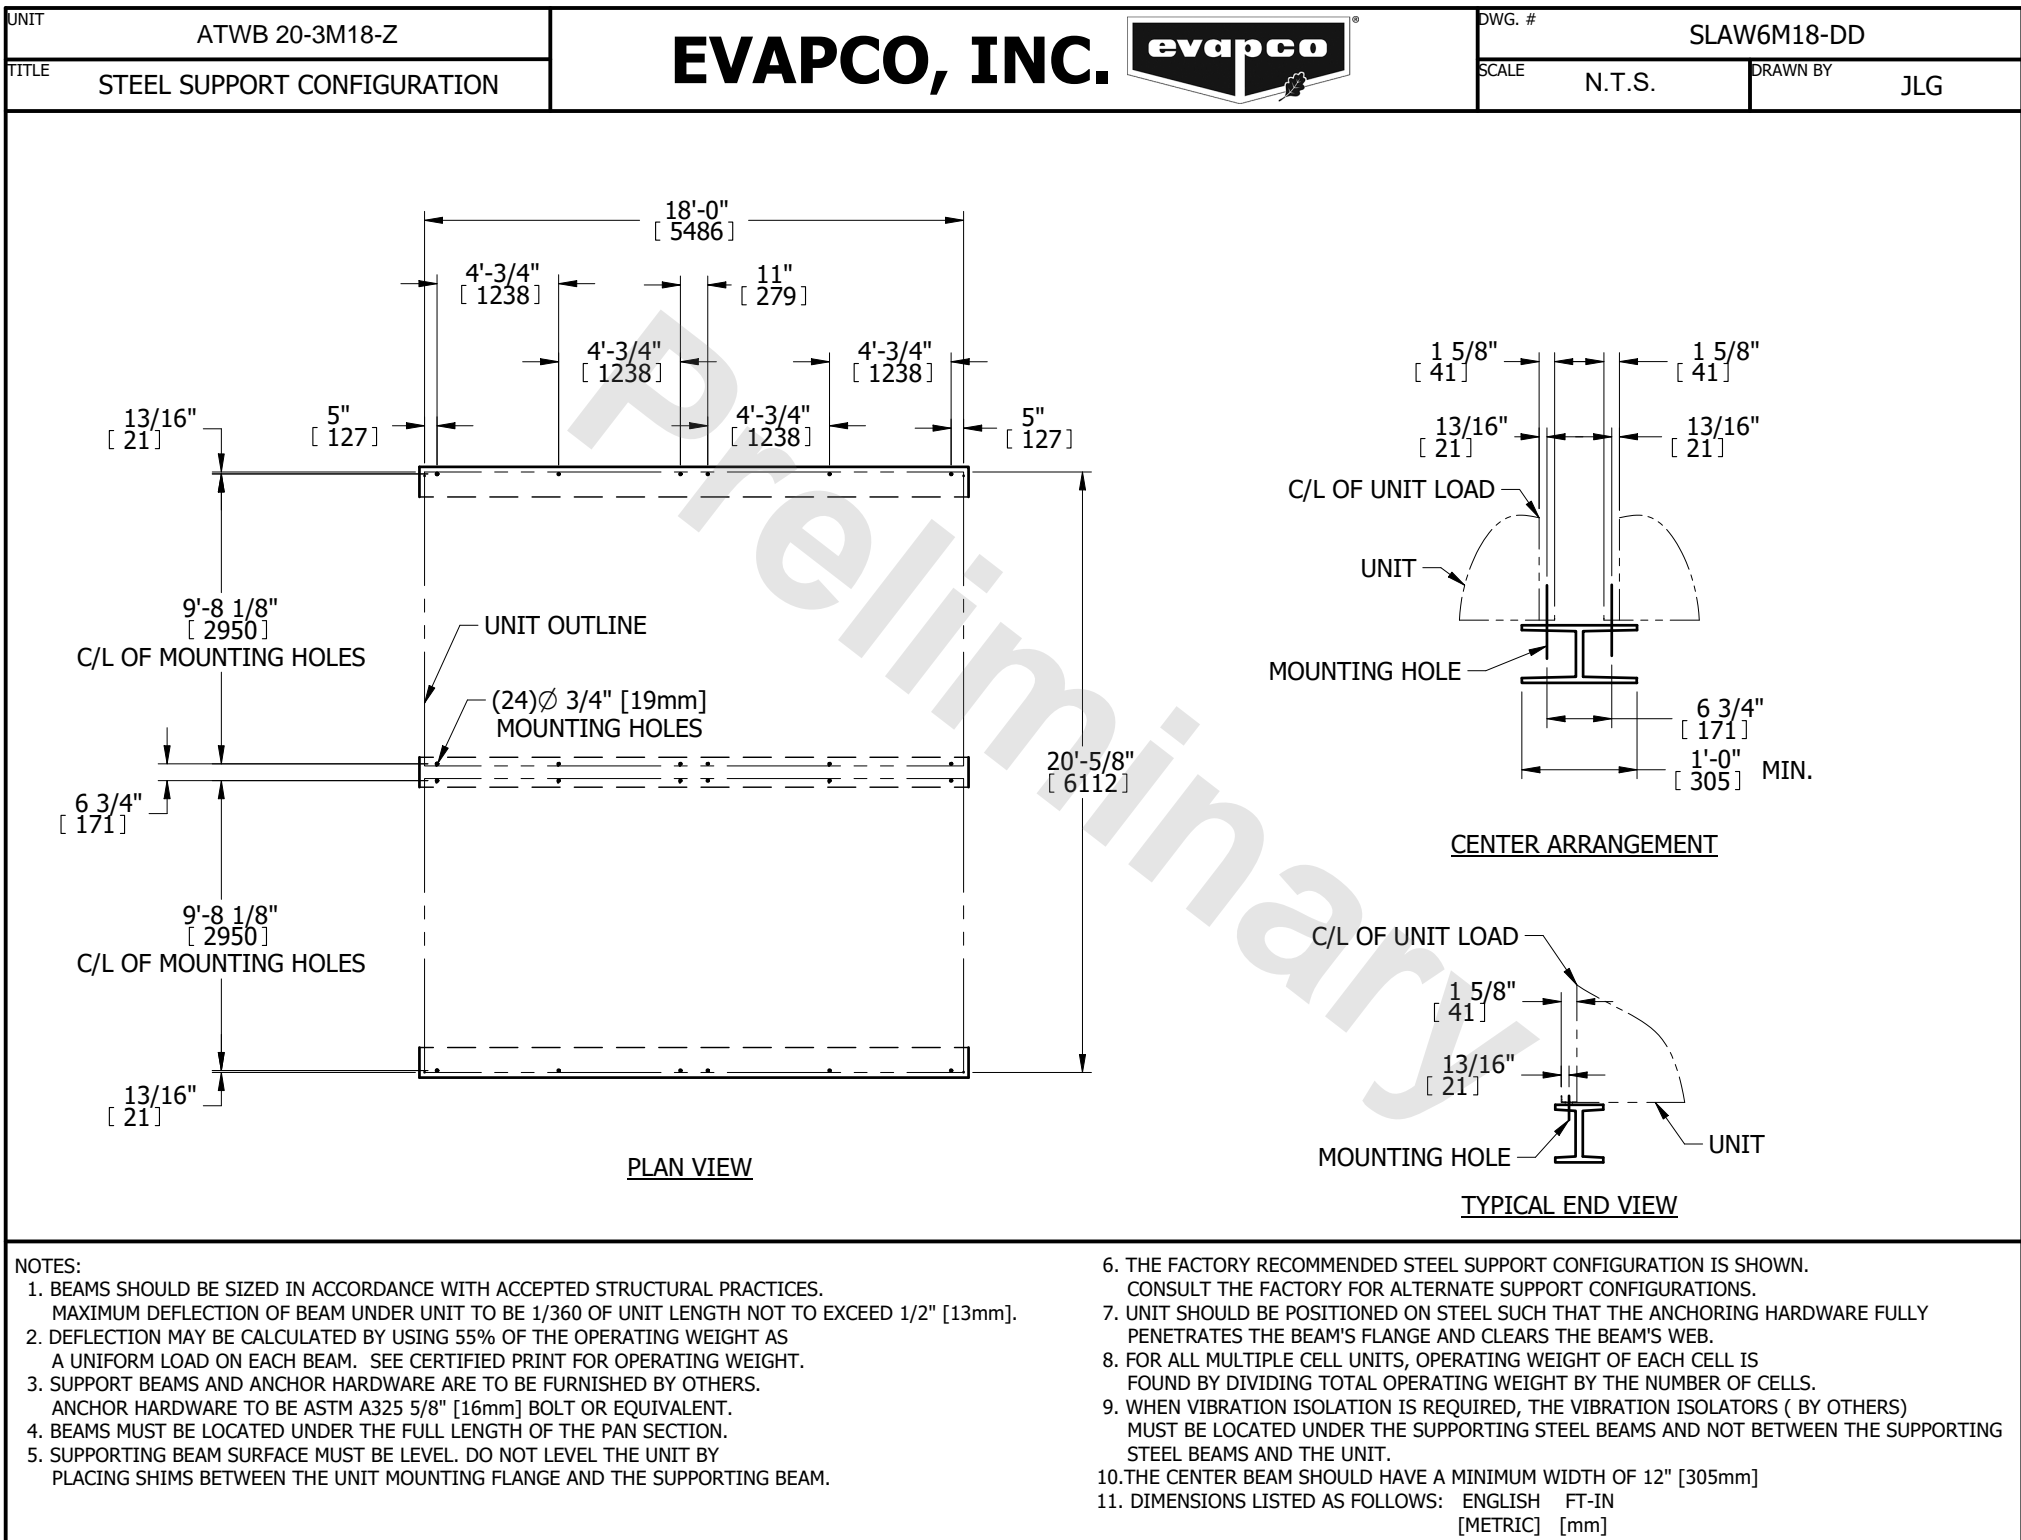 UNIT
ATWB 20-3M18-Z
TITLE
STEEL SUPPORT CONFIGURATION
EVAPCO, INC.
evapco®
DWG. #
SLAW6M18-DD
SCALE
N.T.S.
DRAWN BY
JLG
18'-0"
[ 5486 ]
4'-3/4"
[ 1238 ]
11"
[ 279 ]
4'-3/4"
[ 1238 ]
4'-3/4"
[ 1238 ]
13/16"
[ 21 ]
5"
[ 127 ]
4'-3/4"
[ 1238 ]
5"
[ 127 ]
9'-8 1/8"
[ 2950 ]
C/L OF MOUNTING HOLES
UNIT OUTLINE
(24)∅ 3/4" [19mm]
MOUNTING HOLES
6 3/4"
[ 171 ]
20'-5/8"
[ 6112 ]
9'-8 1/8"
[ 2950 ]
C/L OF MOUNTING HOLES
13/16"
[ 21 ]
PLAN VIEW
Preliminary
1 5/8"
[ 41 ]
1 5/8"
[ 41 ]
13/16"
[ 21 ]
13/16"
[ 21 ]
C/L OF UNIT LOAD
UNIT
MOUNTING HOLE
6 3/4"
[ 171 ]
1'-0"
[ 305 ] MIN.
CENTER ARRANGEMENT
C/L OF UNIT LOAD
1 5/8"
[ 41 ]
13/16"
[ 21 ]
MOUNTING HOLE
UNIT
TYPICAL END VIEW
NOTES:
1. BEAMS SHOULD BE SIZED IN ACCORDANCE WITH ACCEPTED STRUCTURAL PRACTICES.
MAXIMUM DEFLECTION OF BEAM UNDER UNIT TO BE 1/360 OF UNIT LENGTH NOT TO EXCEED 1/2" [13mm].
2. DEFLECTION MAY BE CALCULATED BY USING 55% OF THE OPERATING WEIGHT AS
A UNIFORM LOAD ON EACH BEAM. SEE CERTIFIED PRINT FOR OPERATING WEIGHT.
3. SUPPORT BEAMS AND ANCHOR HARDWARE ARE TO BE FURNISHED BY OTHERS.
ANCHOR HARDWARE TO BE ASTM A325 5/8" [16mm] BOLT OR EQUIVALENT.
4. BEAMS MUST BE LOCATED UNDER THE FULL LENGTH OF THE PAN SECTION.
5. SUPPORTING BEAM SURFACE MUST BE LEVEL. DO NOT LEVEL THE UNIT BY
PLACING SHIMS BETWEEN THE UNIT MOUNTING FLANGE AND THE SUPPORTING BEAM.
6. THE FACTORY RECOMMENDED STEEL SUPPORT CONFIGURATION IS SHOWN.
CONSULT THE FACTORY FOR ALTERNATE SUPPORT CONFIGURATIONS.
7. UNIT SHOULD BE POSITIONED ON STEEL SUCH THAT THE ANCHORING HARDWARE FULLY
PENETRATES THE BEAM'S FLANGE AND CLEARS THE BEAM'S WEB.
8. FOR ALL MULTIPLE CELL UNITS, OPERATING WEIGHT OF EACH CELL IS
FOUND BY DIVIDING TOTAL OPERATING WEIGHT BY THE NUMBER OF CELLS.
9. WHEN VIBRATION ISOLATION IS REQUIRED, THE VIBRATION ISOLATORS ( BY OTHERS)
MUST BE LOCATED UNDER THE SUPPORTING STEEL BEAMS AND NOT BETWEEN THE SUPPORTING
STEEL BEAMS AND THE UNIT.
10.THE CENTER BEAM SHOULD HAVE A MINIMUM WIDTH OF 12" [305mm]
11. DIMENSIONS LISTED AS FOLLOWS: ENGLISH FT-IN
[METRIC] [mm]